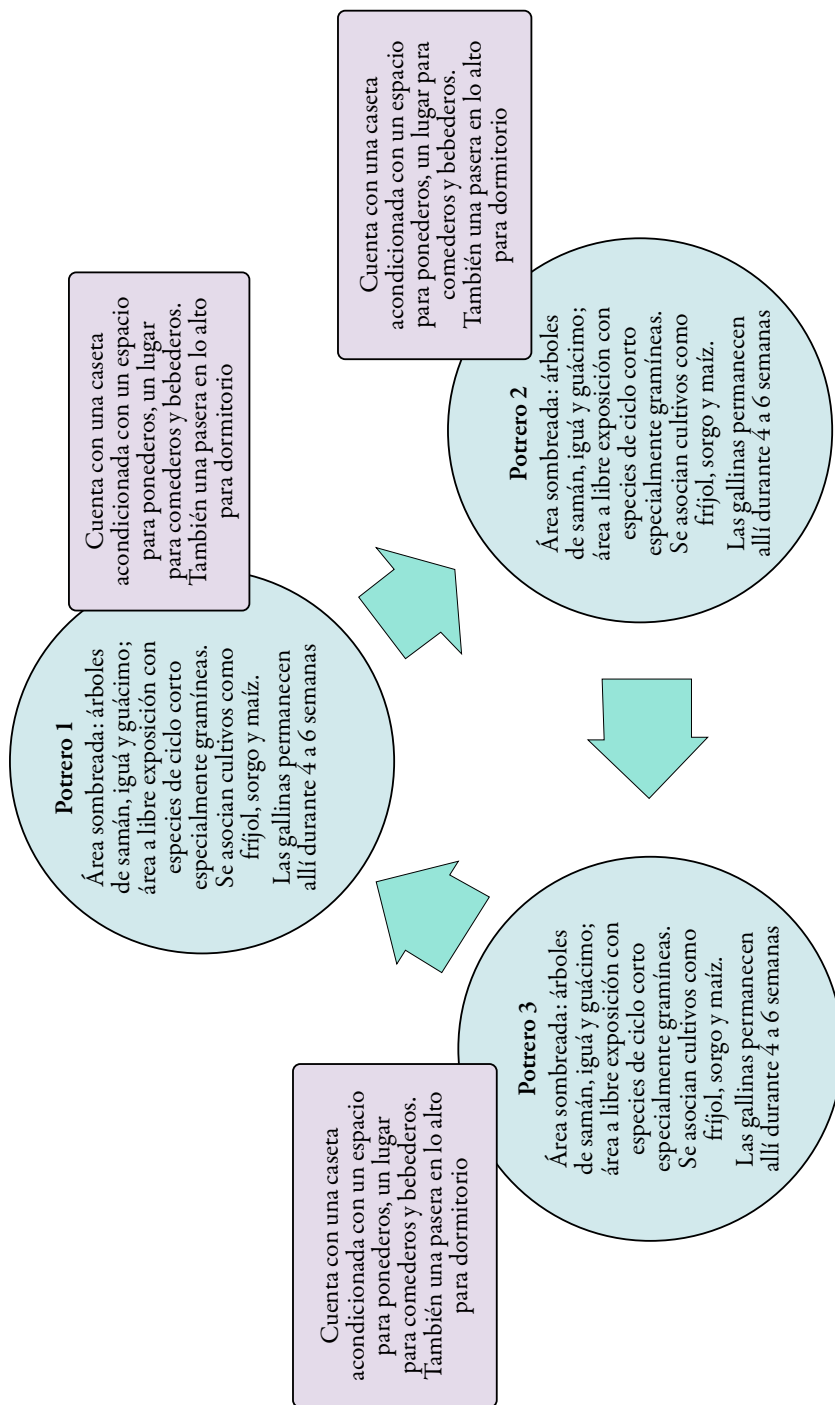 Potrero 1
Área sombreada: árboles
de samán, iguá y guácimo;
área a libre exposición con
especies de ciclo corto
especialmente gramíneas.
Se asocian cultivos como
fríjol, sorgo y maíz.
Las gallinas permanecen
allí durante 4 a 6 semanas
Cuenta con una caseta
acondicionada con un espacio
para ponederos, un lugar
para comederos y bebederos.
También una pasera en lo alto
para dormitorio
Potrero 2
Área sombreada: árboles
de samán, iguá y guácimo;
área a libre exposición con
especies de ciclo corto
especialmente gramíneas.
Se asocian cultivos como
fríjol, sorgo y maíz.
Las gallinas permanecen
allí durante 4 a 6 semanas
Cuenta con una caseta
acondicionada con un espacio
para ponederos, un lugar para
comederos y bebederos.
También una pasera en lo alto
para dormitorio
Potrero 3
Área sombreada: árboles
de samán, iguá y guácimo;
área a libre exposición con
especies de ciclo corto
especialmente gramíneas.
Se asocian cultivos como
fríjol, sorgo y maíz.
Las gallinas permanecen
allí durante 4 a 6 semanas
Cuenta con una caseta
acondicionada con un espacio
para ponederos, un lugar
para comederos y bebederos.
También una pasera en lo alto
para dormitorio